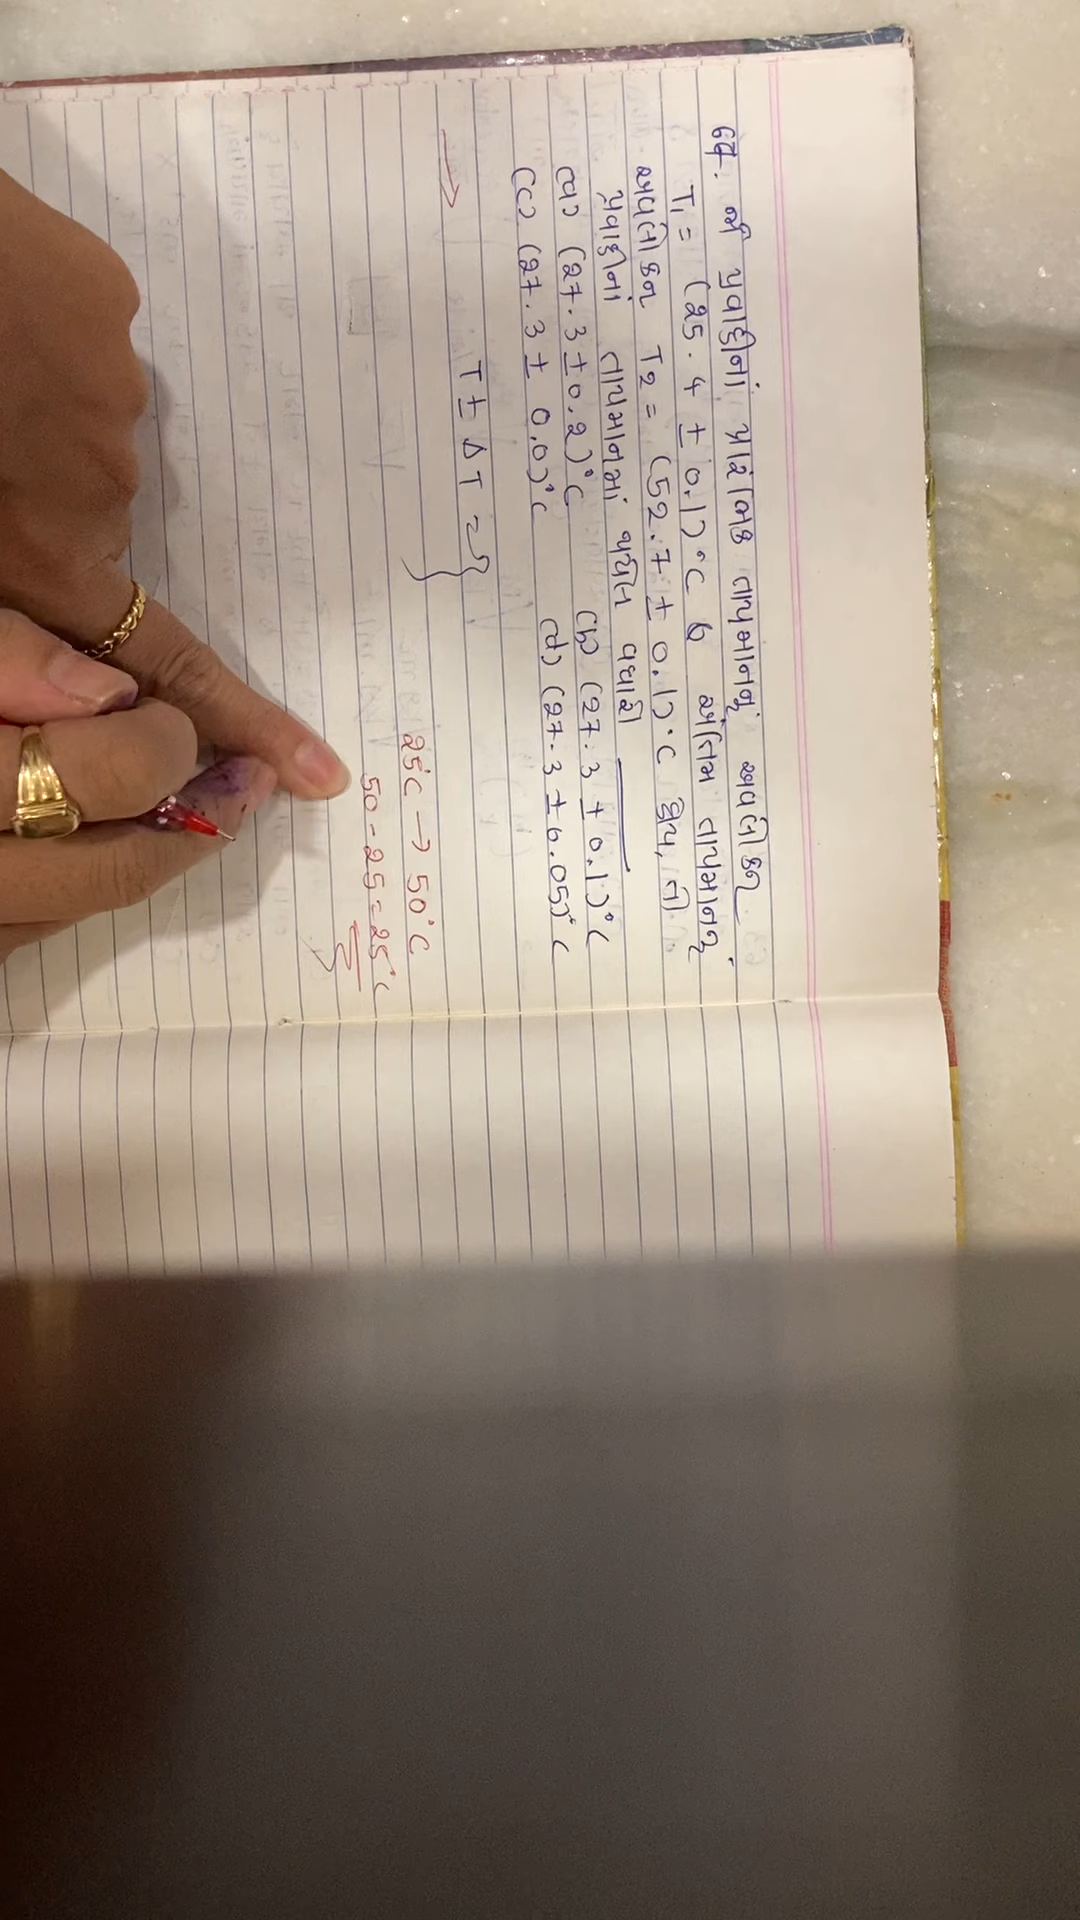 જો પ્રવાહીનાં પ્રારંભિક તાપમાનનું અવલોકન
T₁ = (25.4 ± 0.1)°C & અંતિમ તાપમાનનું
અવલોકન T2 = (52.7 ± 0.1)°C હોય, તો
પ્રવાહીનાં તાપમાનમાં થયેલ વધારો ______
(a) (27.3 ± 0.2)°C (b) (27.3 ± 0.1)°C
(c) (27.3 ± 0.0)°C (d) (27.3 ± 0.05)°C
→ T ± ΔT = ?
25°C → 50°C
50 - 25 = 25°C